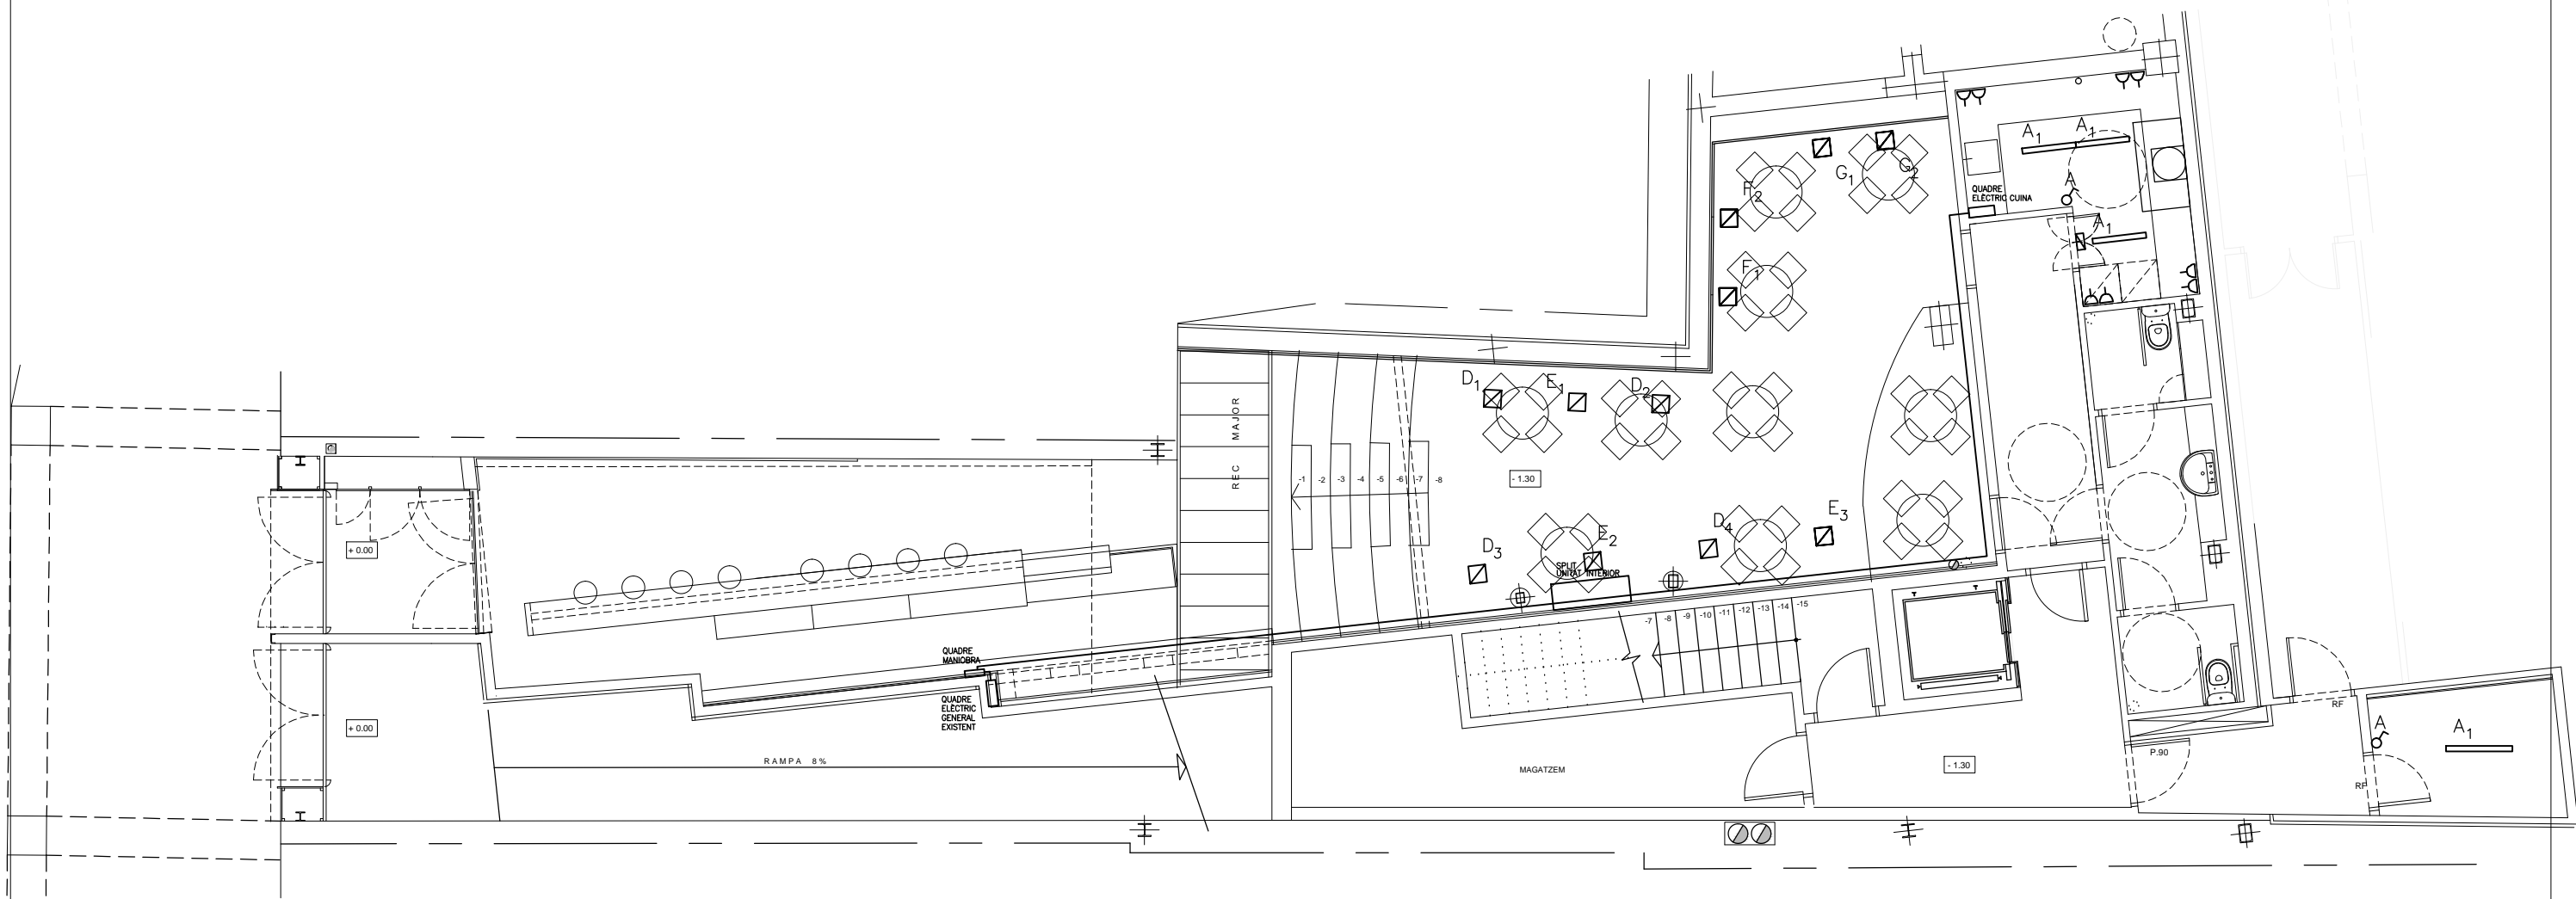 A1
A1
G1
G2
QUADRE
ELÈCTRIC CUINA
A
F2
A1
F1
D1
E1
D2
REC MAJOR
-1
-2
-3
-4
-5
-6
-7
-8
- 1.30
D3
E2
D4
E3
SPLIT
UNITAT INTERIOR
+ 0.00
-7
-8
-9
-10
-11
-12
-13
-14
-15
QUADRE
MANIOBRA
QUADRE
ELÈCTRIC
GENERAL
EXISTENT
+ 0.00
RAMPA 8%
MAGATZEM
- 1.30
P.90
RF
RF
A
A1